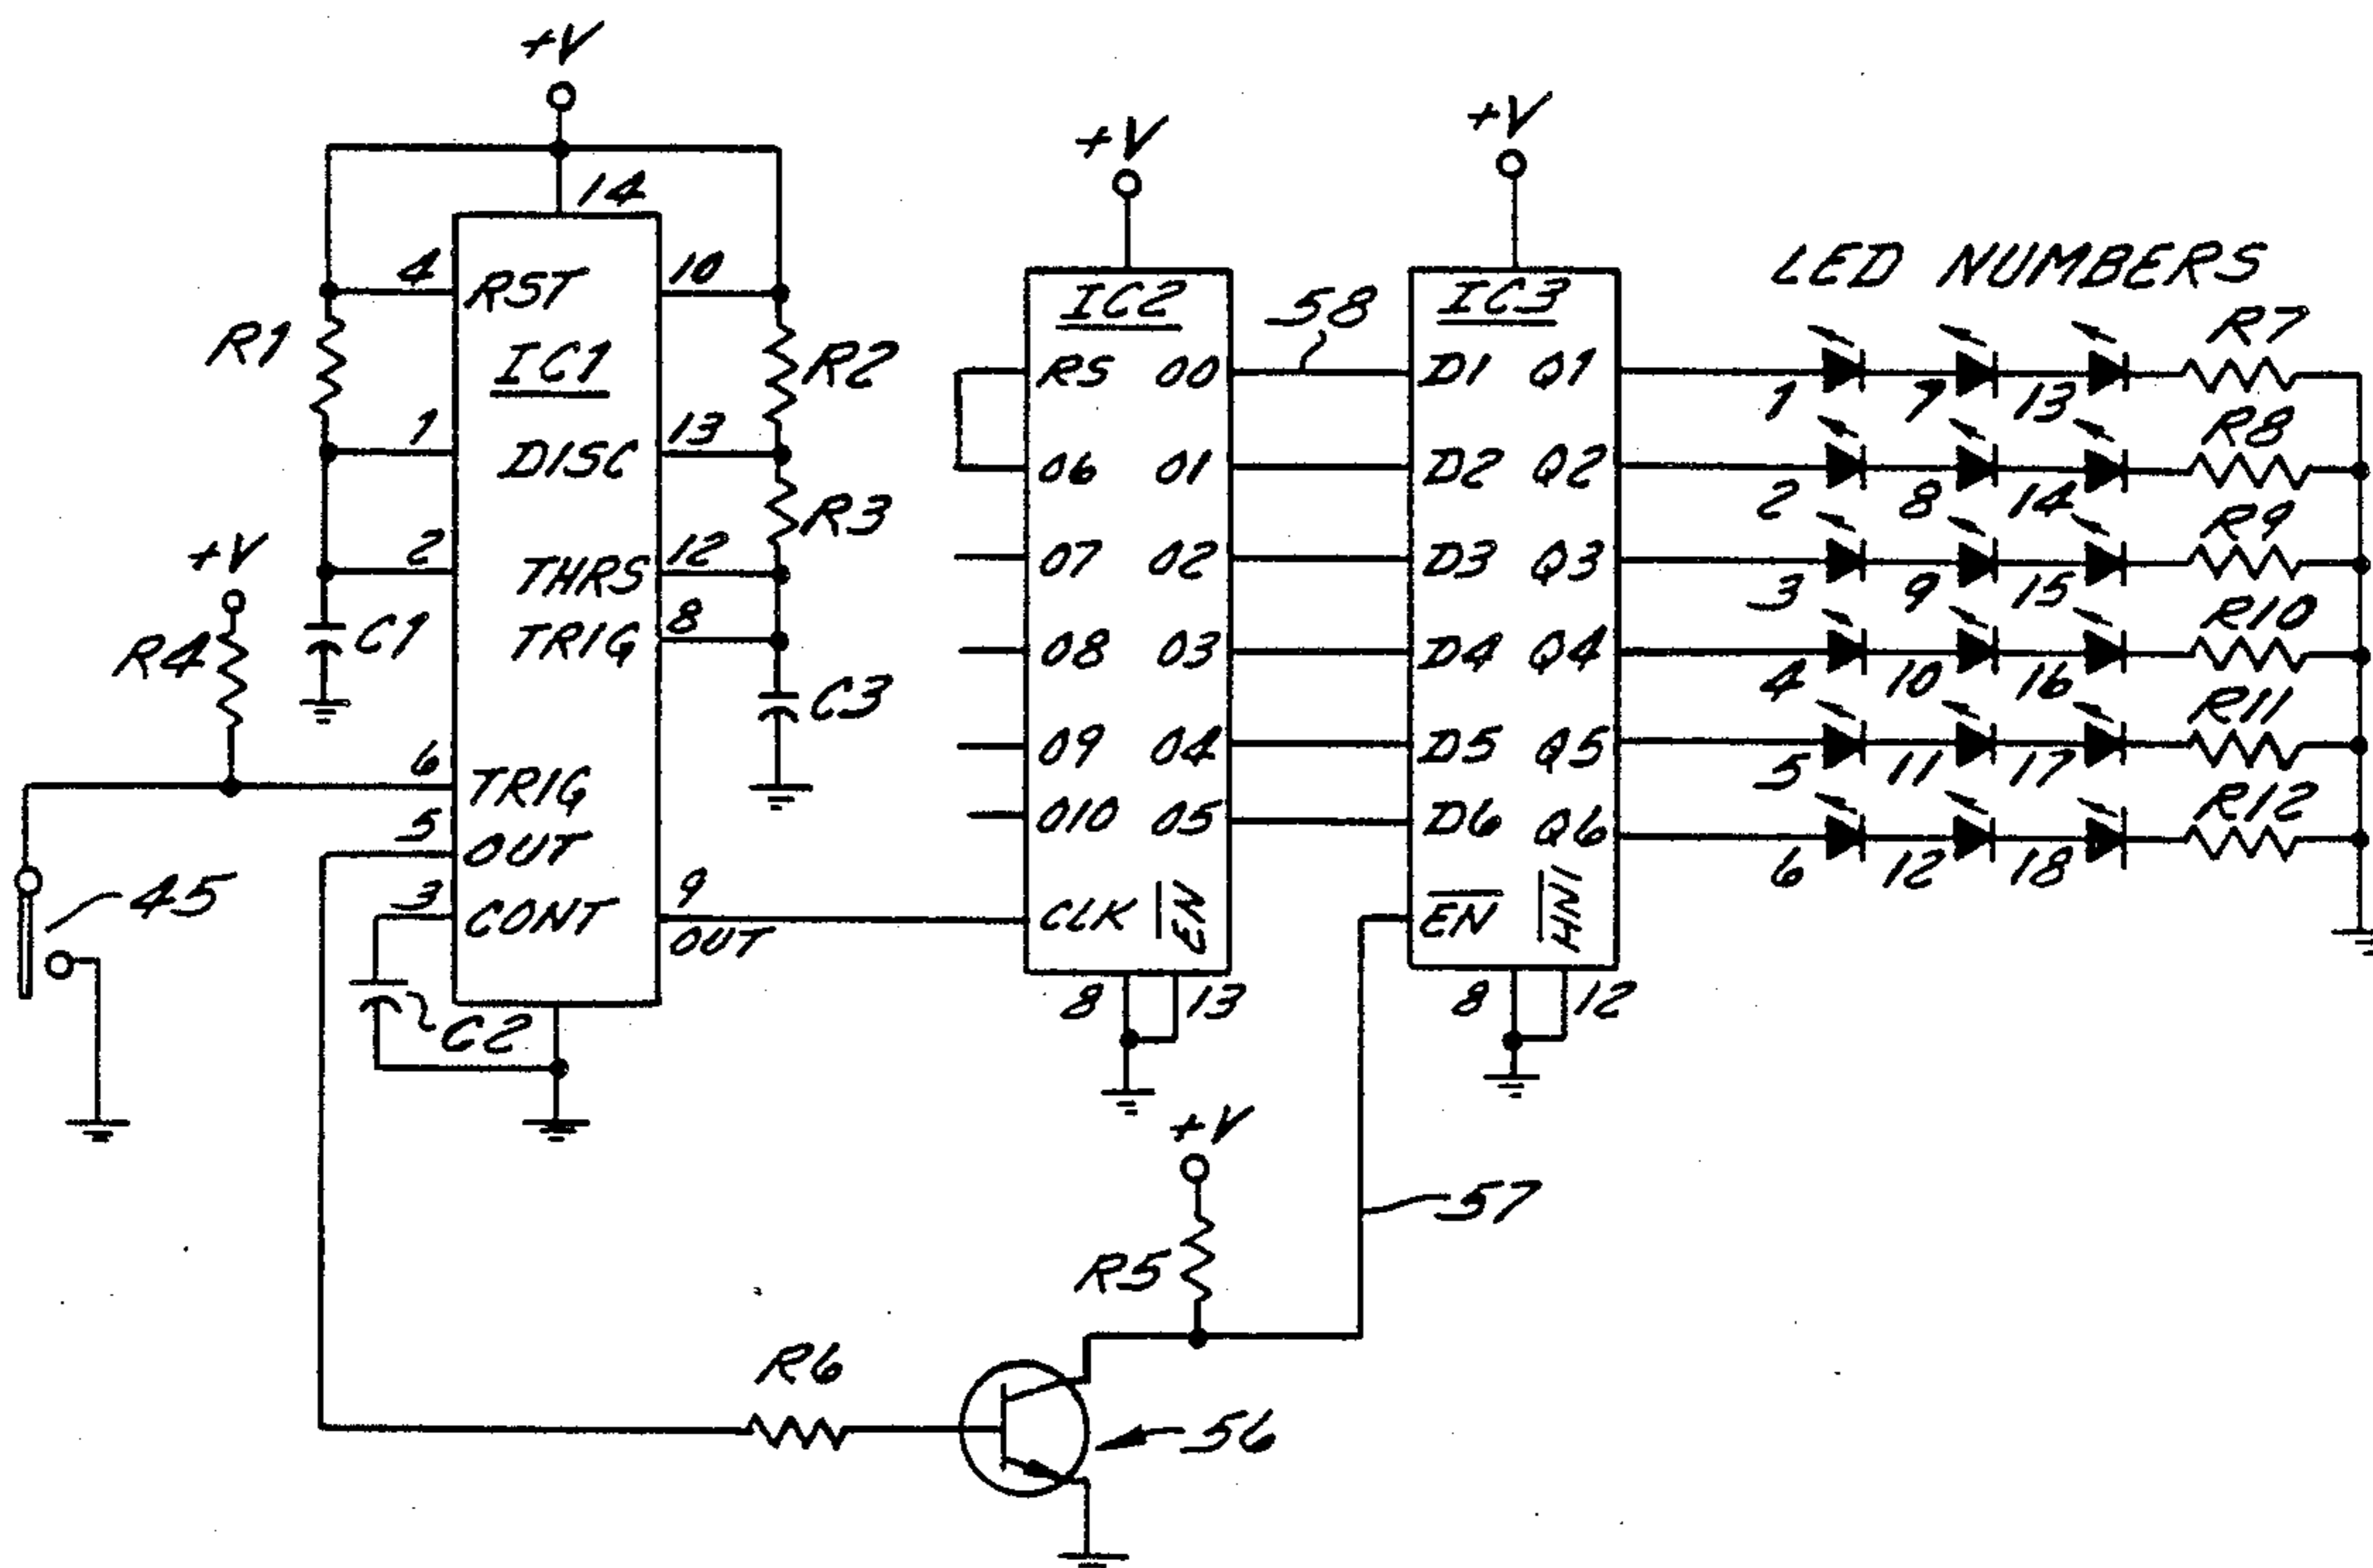 +V
+V
+V
14
LED NUMBERS
4 RST 10
IC1
IC2
IC3
58
R1
R2
RS 00
D1 Q1
1 7 13
R7
1 DISC 13
06 01
D2 Q2
2 8 14
R8
R3
2 THRS 12
07 02
D3 Q3
3 9 15
R9
+V
TRIG 8
C1
R4
08 03
D4 Q4
4 10 16
R10
C3
09 04
D5 Q5
5 11 17
R11
6 TRIG
010 05
D6 Q6
6 12 18
R12
5 OUT
45
3 CONT
9 OUT
CLK EN
EN INH
C2
8 13
8 12
+V
57
R5
R6
56